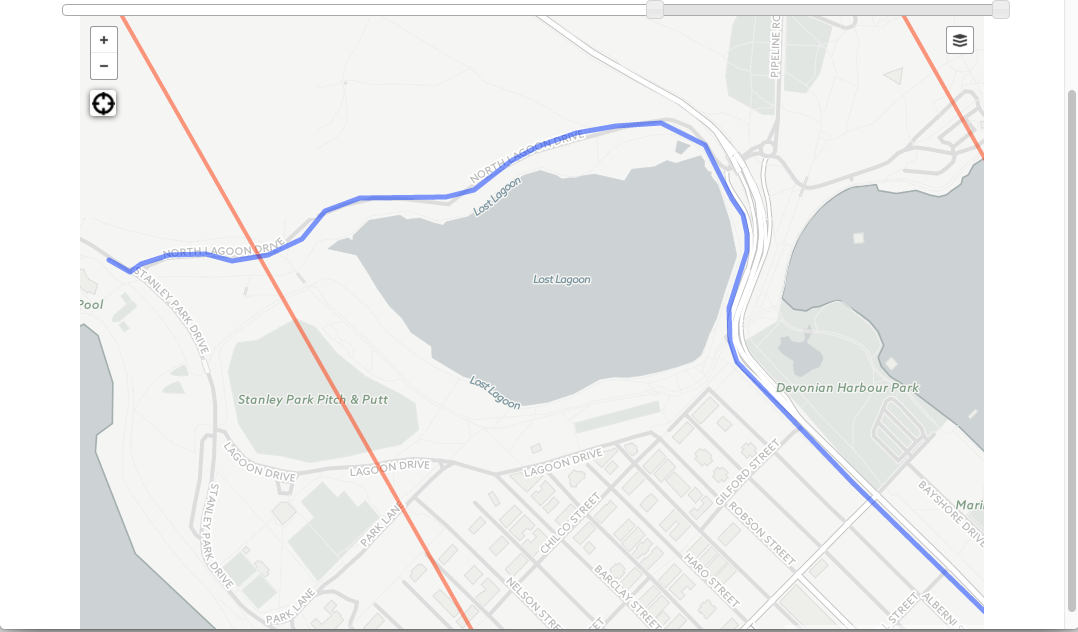 +
−
PIPELINE RO
NORTH LAGOON DRIVE
Lost Lagoon
NORTH LAGOON DRIVE
Lost Lagoon
STANLEY PARK DRIVE
Pool
Lost Lagoon
Devonian Harbour Park
Stanley Park Pitch & Putt
LAGOON DRIVE
LAGOON DRIVE
LAGOON DRIVE
GILFORD STREET
STANLEY PARK DRIVE
PARK LANE
CHILCO STREET
ROBSON STREET
BAYSHORE DRIVE
Mari
HARO STREET
BARCLAY STREET
NELSON STR
PARK LANE
L STREET
ALBERNI